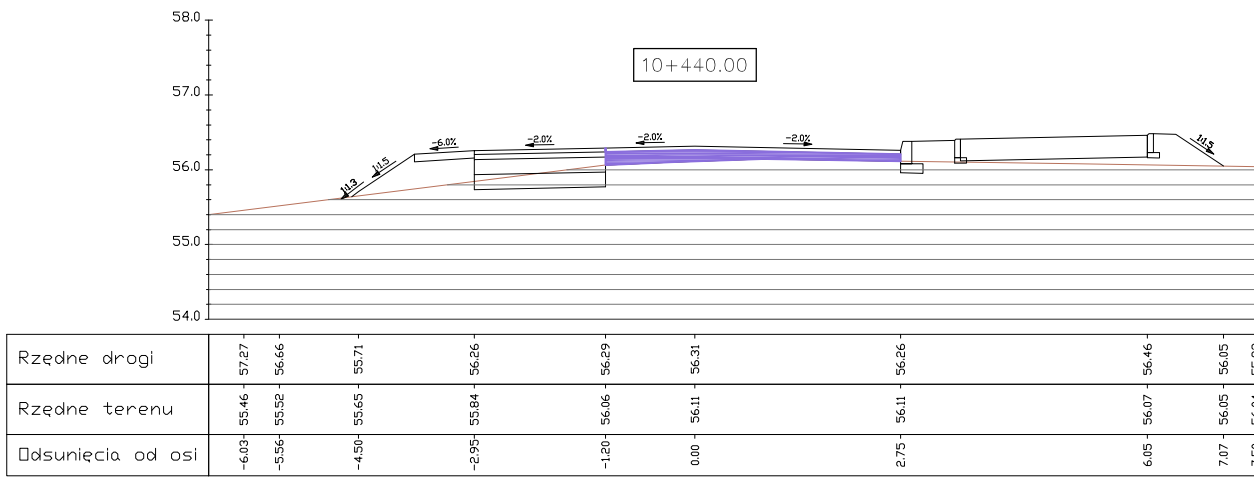 58.0
10+440.00
57.0
-6.0% -2.0% -2.0% -2.0%
1:1.5 1:1.5
56.0
1:1.3
55.0
54.0
Rzędne drogi 57.27 56.66 55.71 56.26 56.29 56.31 56.26 56.46 56.05
Rzędne terenu 55.46 55.52 55.65 55.84 56.06 56.11 56.11 56.07 56.05
Odsunięcia od osi -6.03 -5.56 -4.50 -2.95 -1.20 0.00 2.75 6.05 7.07